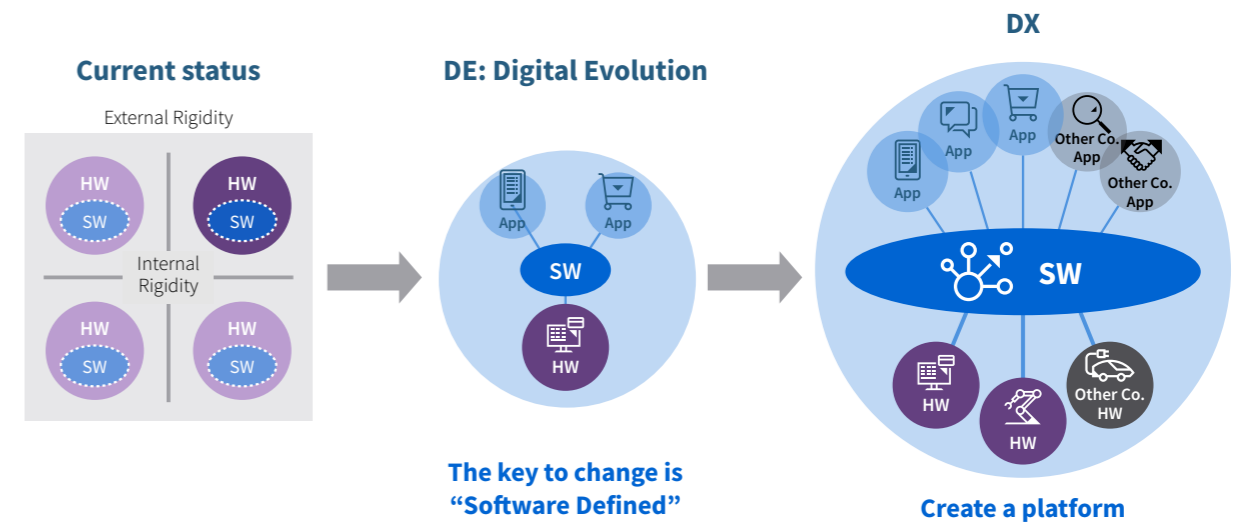 Current status
External Rigidity
HW
SW
HW
SW
Internal
Rigidity
HW
SW
HW
SW
DE: Digital Evolution
App
App
SW
HW
The key to change is
“Software Defined”
DX
App
App
App
Other Co.
App
Other Co.
App
SW
HW
HW
Other Co.
HW
Create a platform